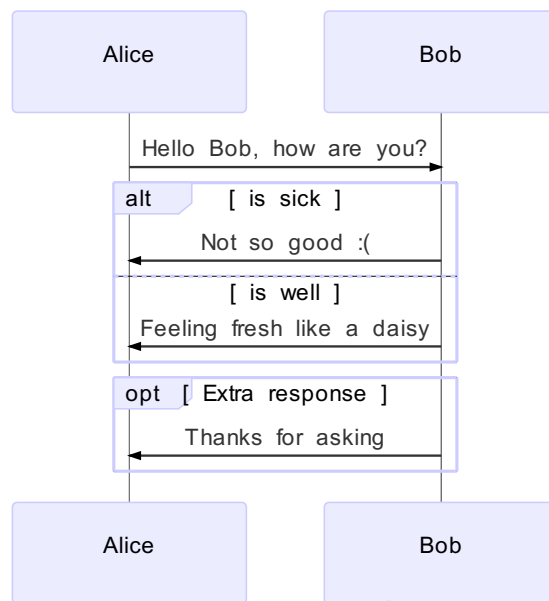 Alice Bob
Hello Bob, how are you?
alt [ is sick ]
Not so good :(
[ is well ]
Feeling fresh like a daisy
opt [ Extra response ]
Thanks for asking
Alice Bob